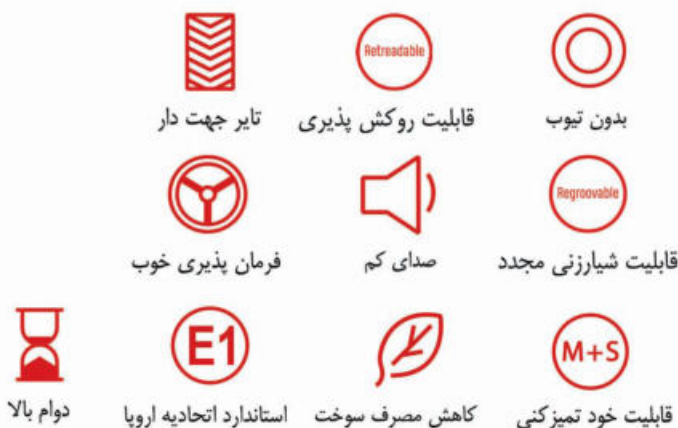 بدون تیوب
Retreadable
قابلیت روکش پذیری
تایر جهت دار
Regroovable
قابلیت شیارزنی مجدد
صدای کم
فرمان پذیری خوب
M+S
قابلیت خود تمیزکنی
کاهش مصرف سوخت
E1
استاندارد اتحادیه اروپا
دوام بالا